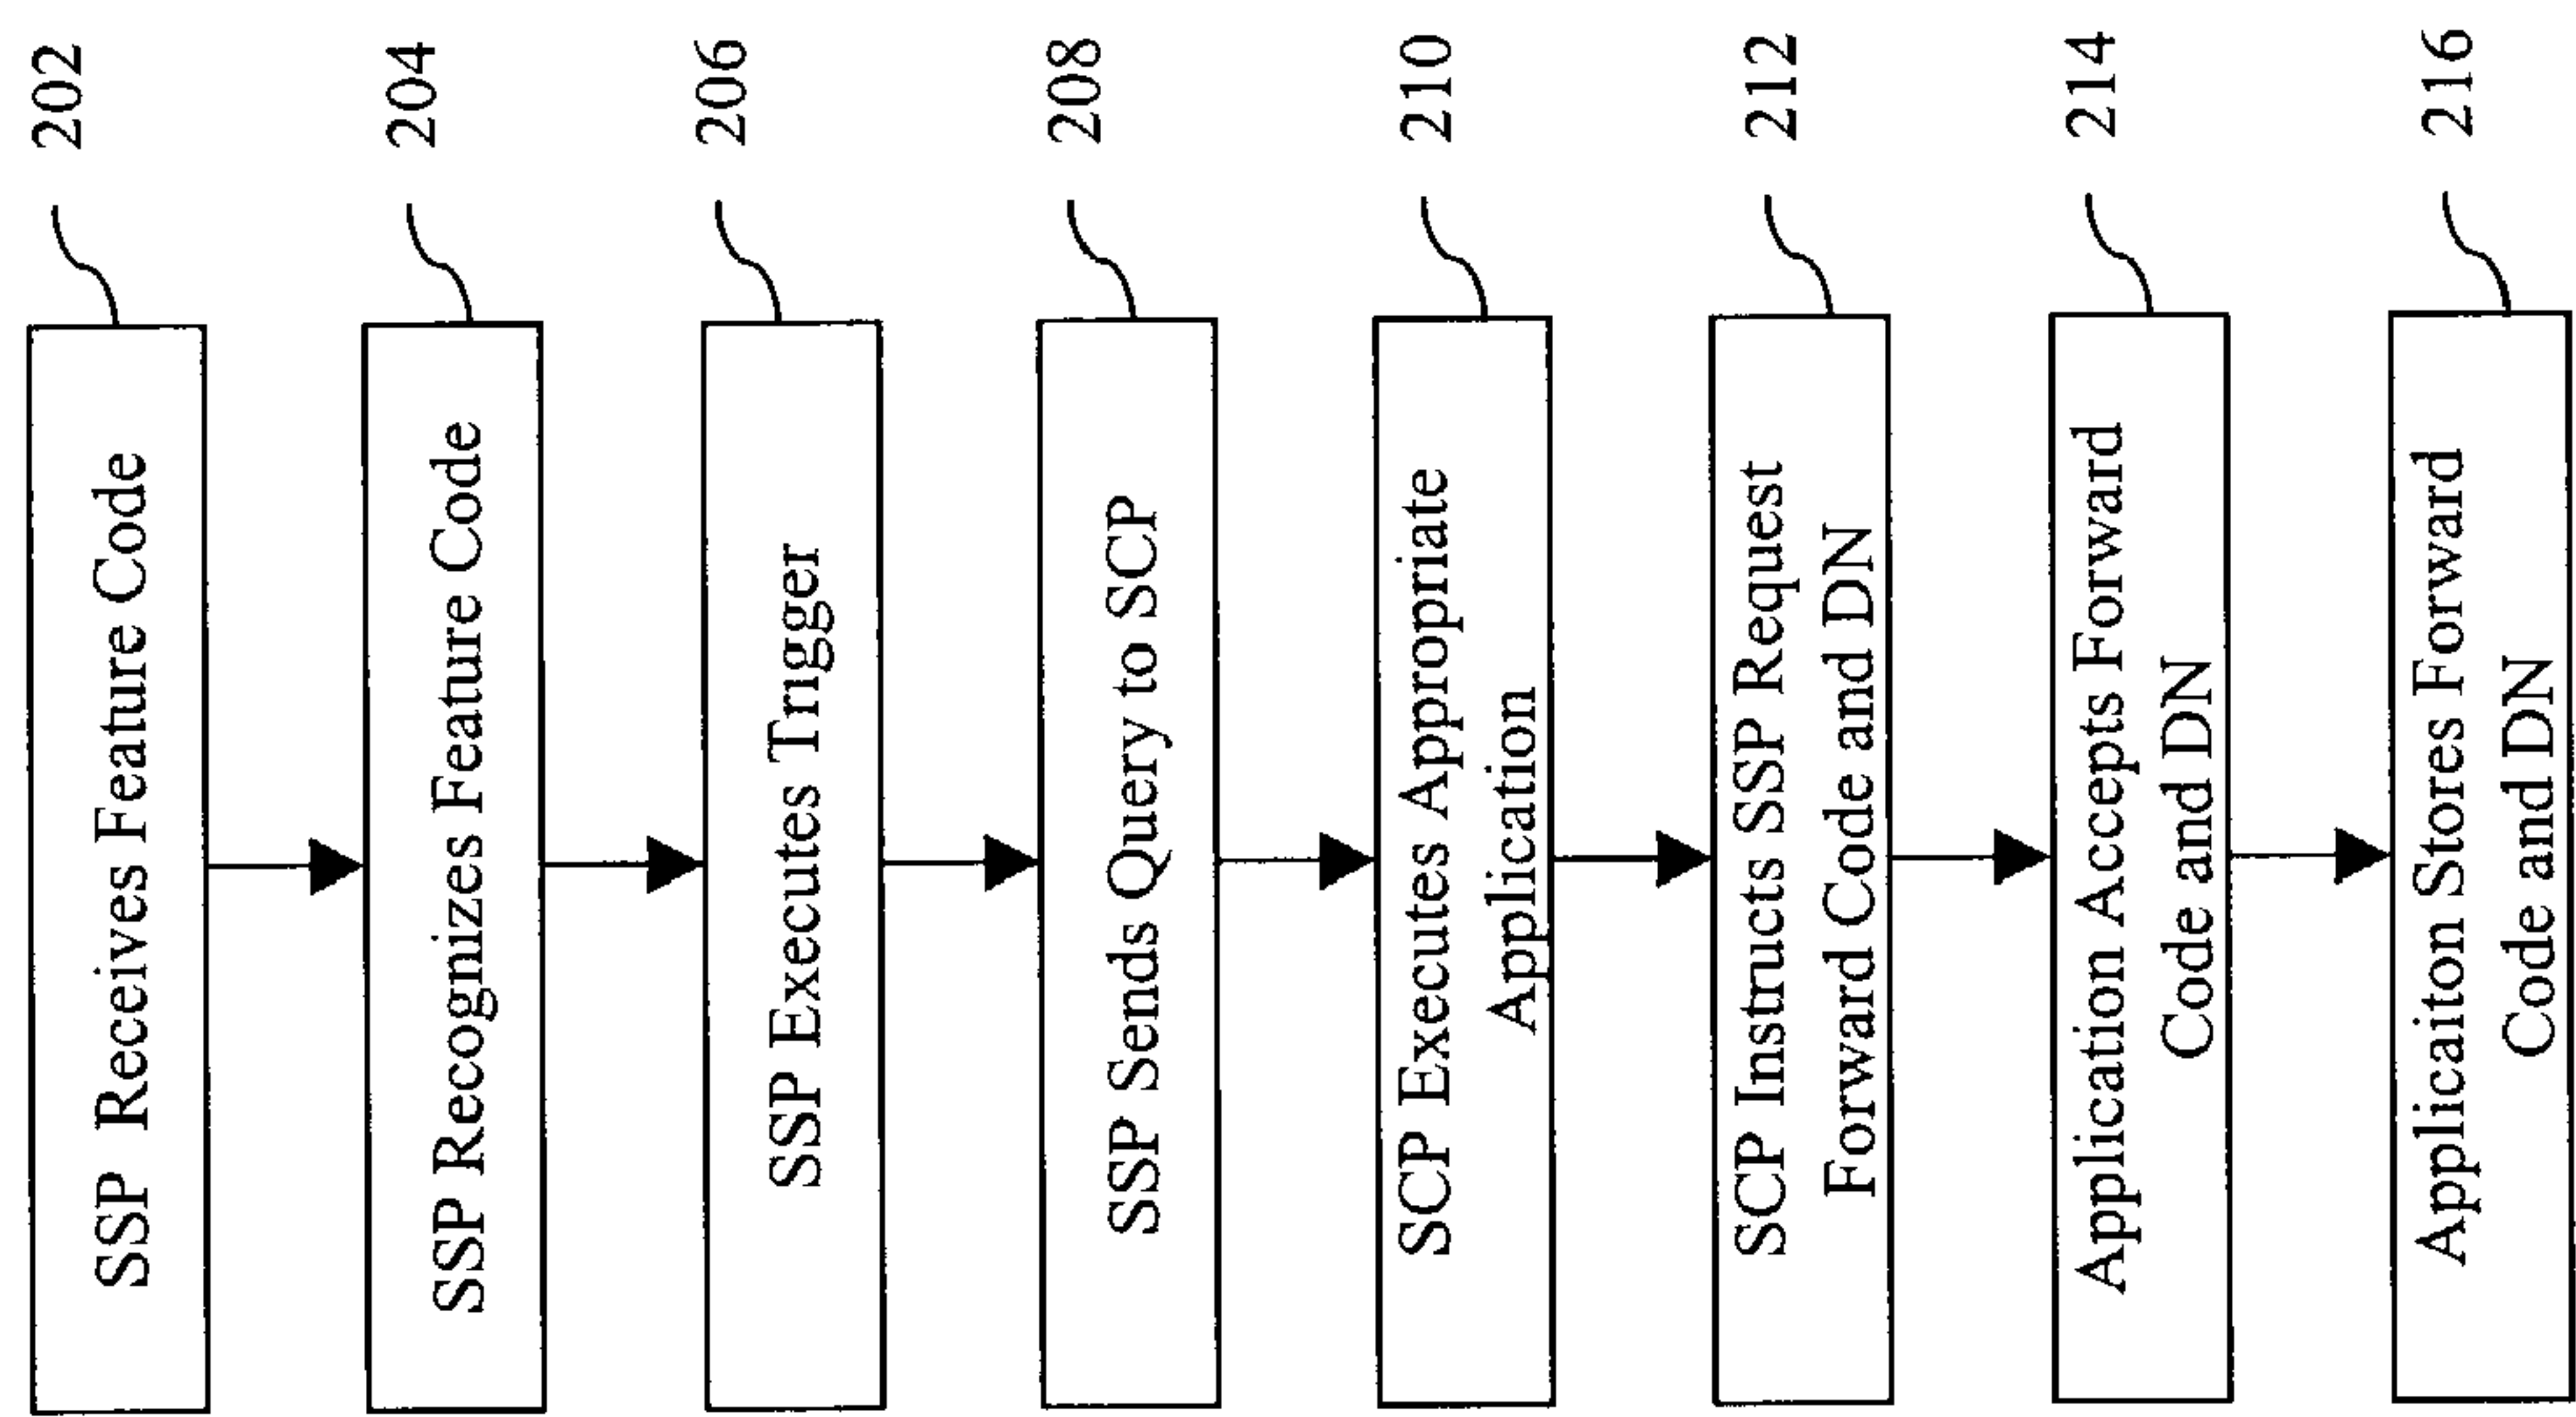 SSP Receives Feature Code
202
SSP Recognizes Feature Code
204
SSP Executes Trigger
206
SSP Sends Query to SCP
208
SCP Executes Appropriate
Application
210
SCP Instructs SSP Request
Forward Code and DN
212
Application Accepts Forward
Code and DN
214
Applicaiton Stores Forward
Code and DN
216